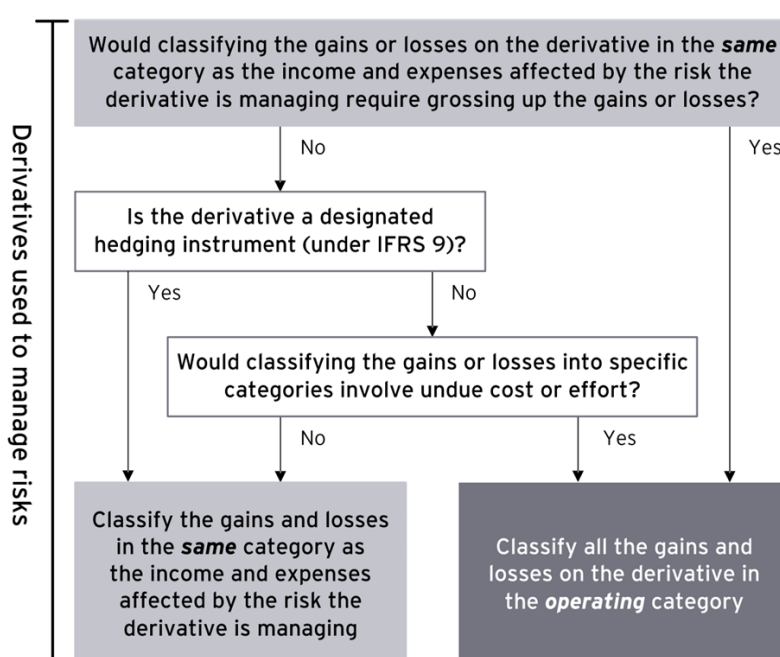 Derivatives used to manage risks
Would classifying the gains or losses on the derivative in the same
category as the income and expenses affected by the risk the
derivative is managing require grossing up the gains or losses?
No
Yes
Is the derivative a designated
hedging instrument (under IFRS 9)?
Yes
No
Would classifying the gains or losses into specific
categories involve undue cost or effort?
No
Yes
Classify the gains and losses
in the same category as
the income and expenses
affected by the risk the
derivative is managing
Classify all the gains and
losses on the derivative in
the operating category